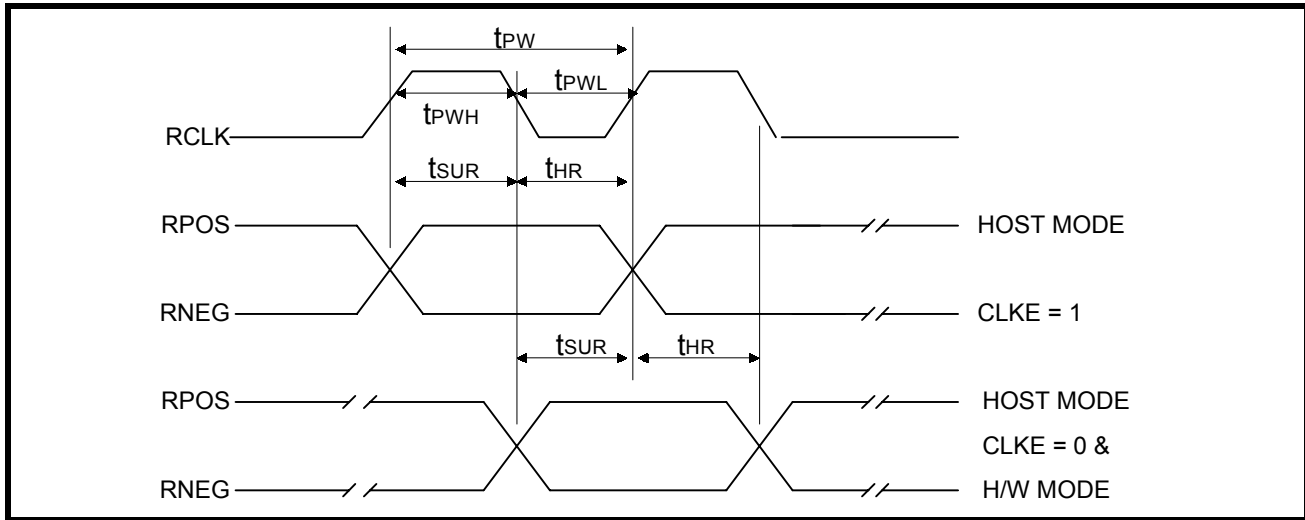 tPW
tPWL
tPWH
RCLK
tSUR tHR
RPOS HOST MODE
RNEG CLKE = 1
tSUR tHR
RPOS HOST MODE
CLKE = 0 &
RNEG H/W MODE